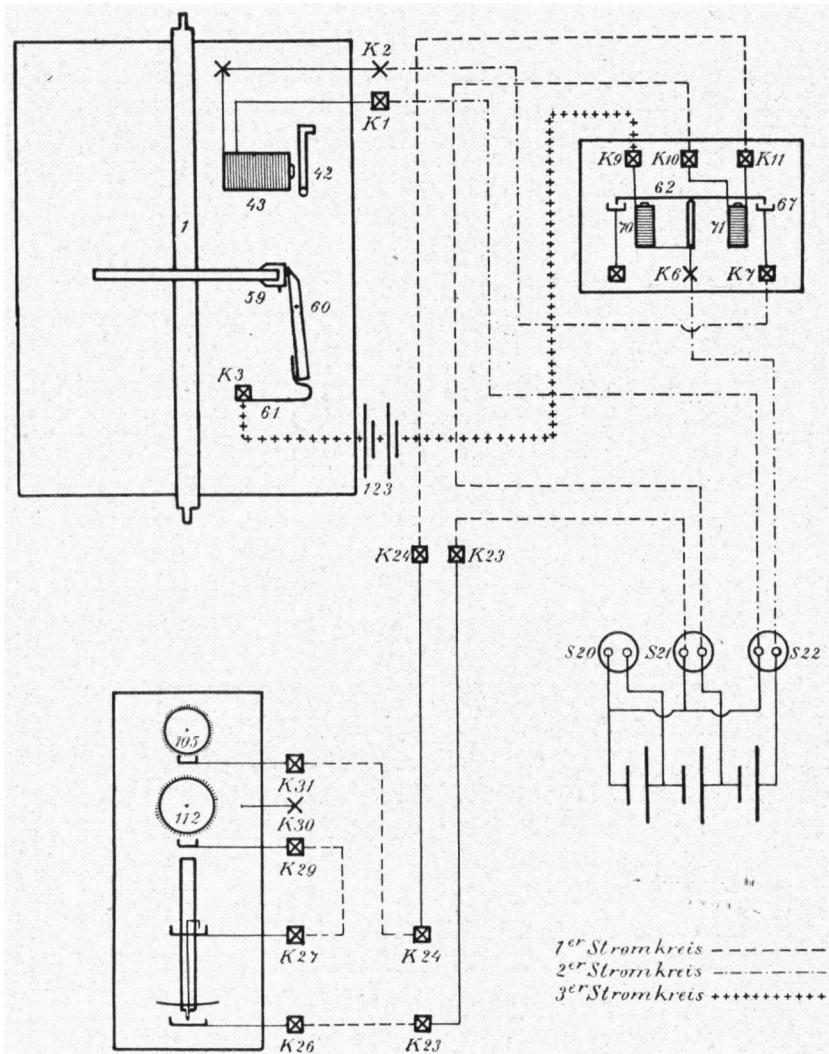 K2
K1
42
43
1
K9
K10
K11
62
67
70
71
K6
K7
59
60
K3
61
123
K24
K23
S20
S21
S22
105
K31
112
K30
K29
K27
K24
K26
K23
1er Stromkreis
2er Stromkreis
3er Stromkreis